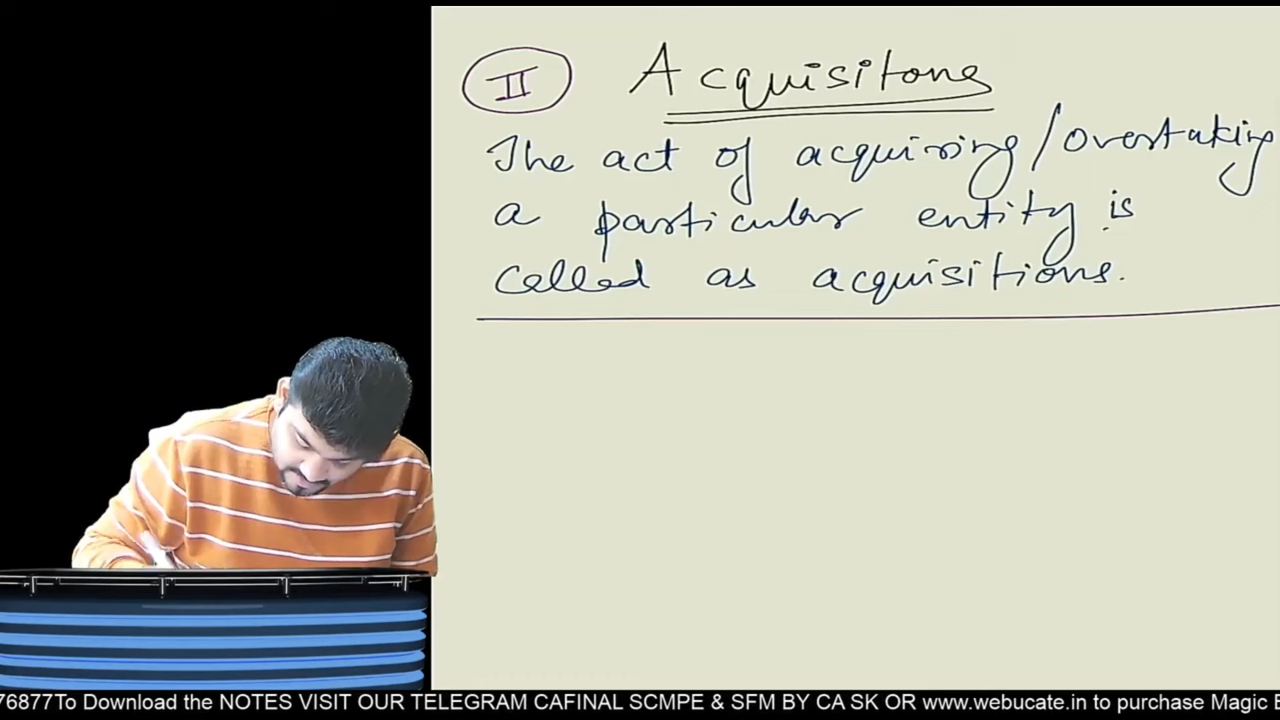 II Acquisitons
The act of acquiring/overtaking
a particular entity is
called as acquisitions.
76877To Download the NOTES VISIT OUR TELEGRAM CAFINAL SCMPE & SFM BY CA SK OR www.webucate.in to purchase Magic E